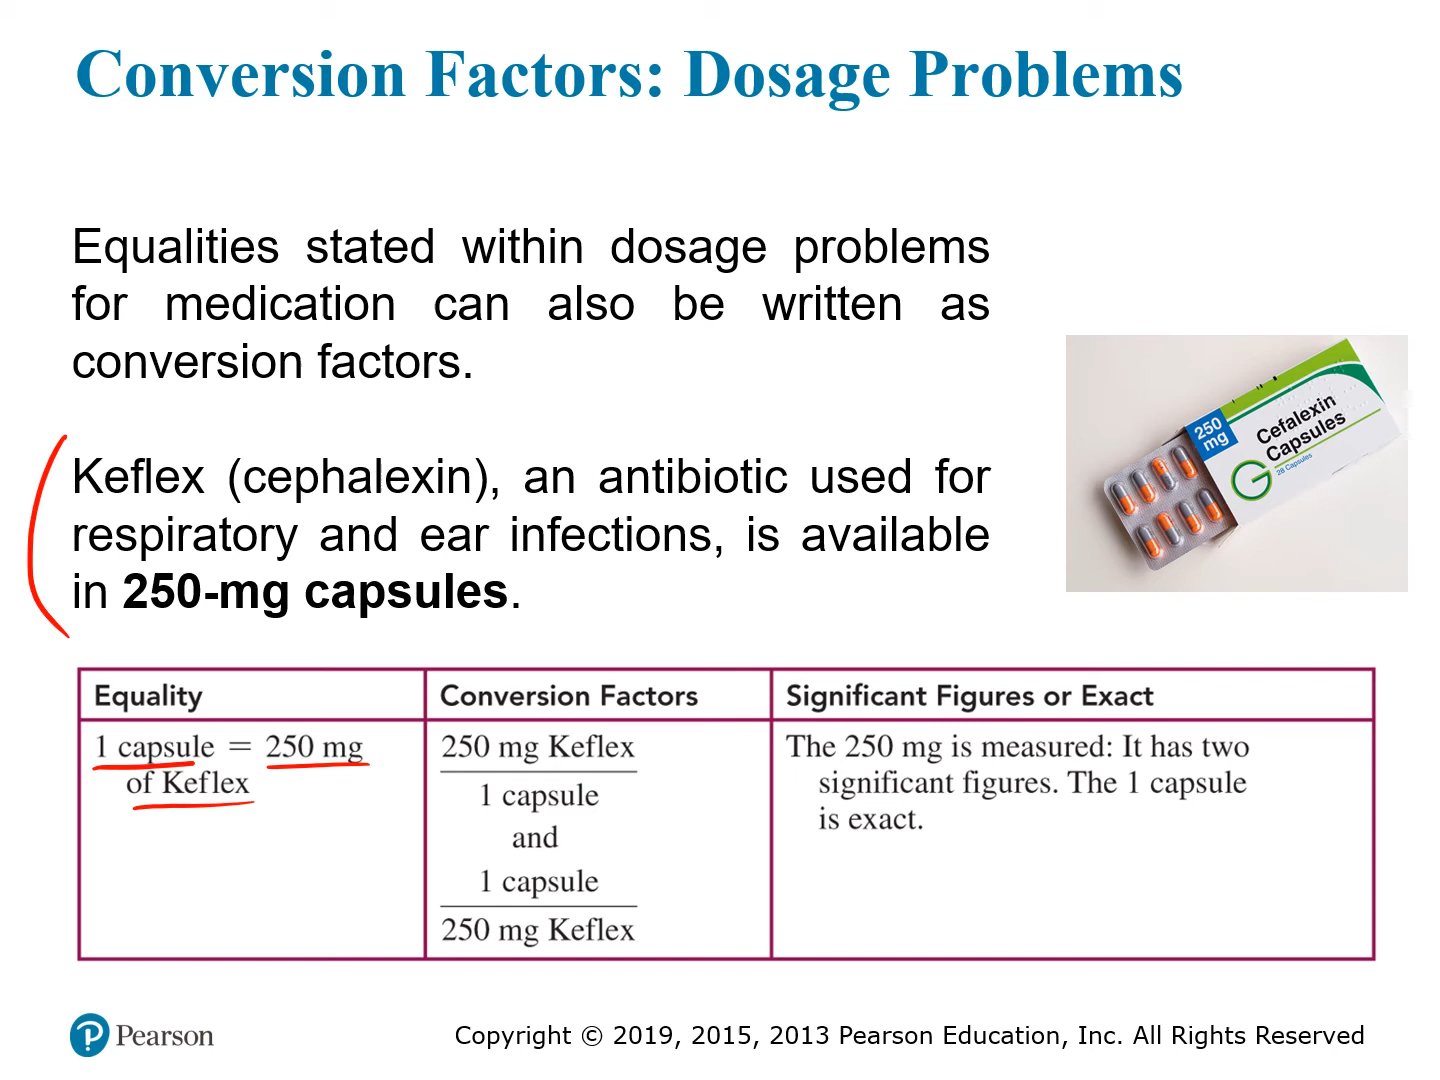 Conversion Factors: Dosage Problems
Equalities stated within dosage problems
for medication can also be written as
conversion factors.
Keflex (cephalexin), an antibiotic used for
respiratory and ear infections, is available
in 250-mg capsules.
250
mg
Cefalexin
Capsules
28 Capsules
Equality
Conversion Factors
Significant Figures or Exact
1 capsule = 250 mg
of Keflex
250 mg Keflex
1 capsule
and
1 capsule
250 mg Keflex
The 250 mg is measured: It has two
significant figures. The 1 capsule
is exact.
P Pearson
Copyright © 2019, 2015, 2013 Pearson Education, Inc. All Rights Reserved